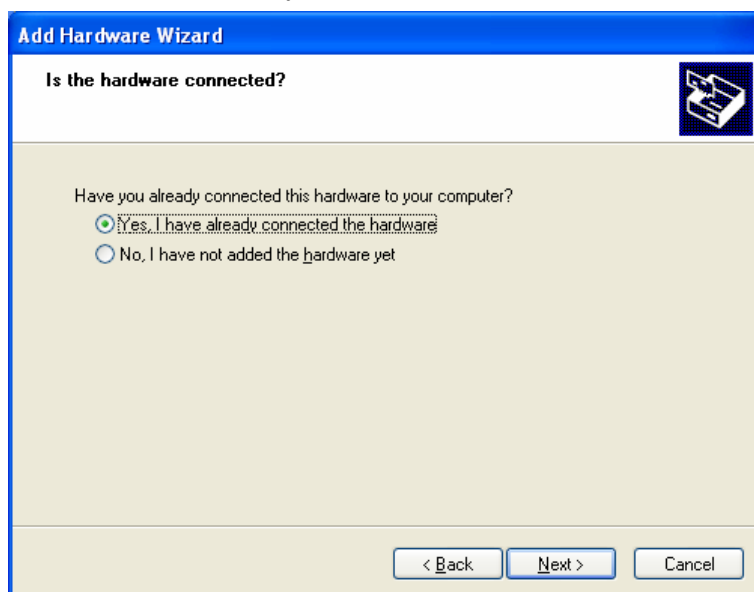 Add Hardware Wizard
Is the hardware connected?
Have you already connected this hardware to your computer?
Yes, I have already connected the hardware
No, I have not added the hardware yet
< Back Next > Cancel